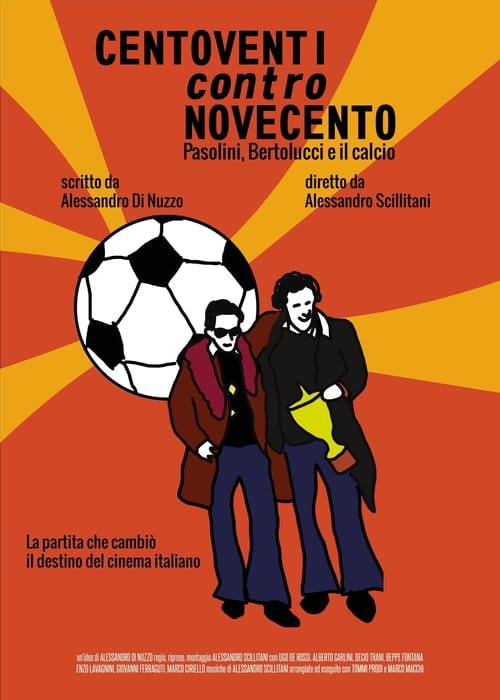 CENTOVENTI
contro
NOVECENTO
Pasolini, Bertolucci e il calcio
scritto da
Alessandro Di Nuzzo
diretto da
Alessandro Scillitani
La partita che cambiò
il destino del cinema italiano
un'idea di ALESSANDRO DI NUZZO regia, riprese, montaggio ALESSANDRO SCILLITANI con UGO DE ROSSI, ALBERTO GARLINI, DECIO TRANI, BEPPE FONTANA
ENZO LAVAGNINI, GIOVANNI FERRAGUTI, MARCO CIRIELLO musiche di ALESSANDRO SCILLITANI arrangiate ed eseguite con TOMMI PRODI e MARCO MACCHI